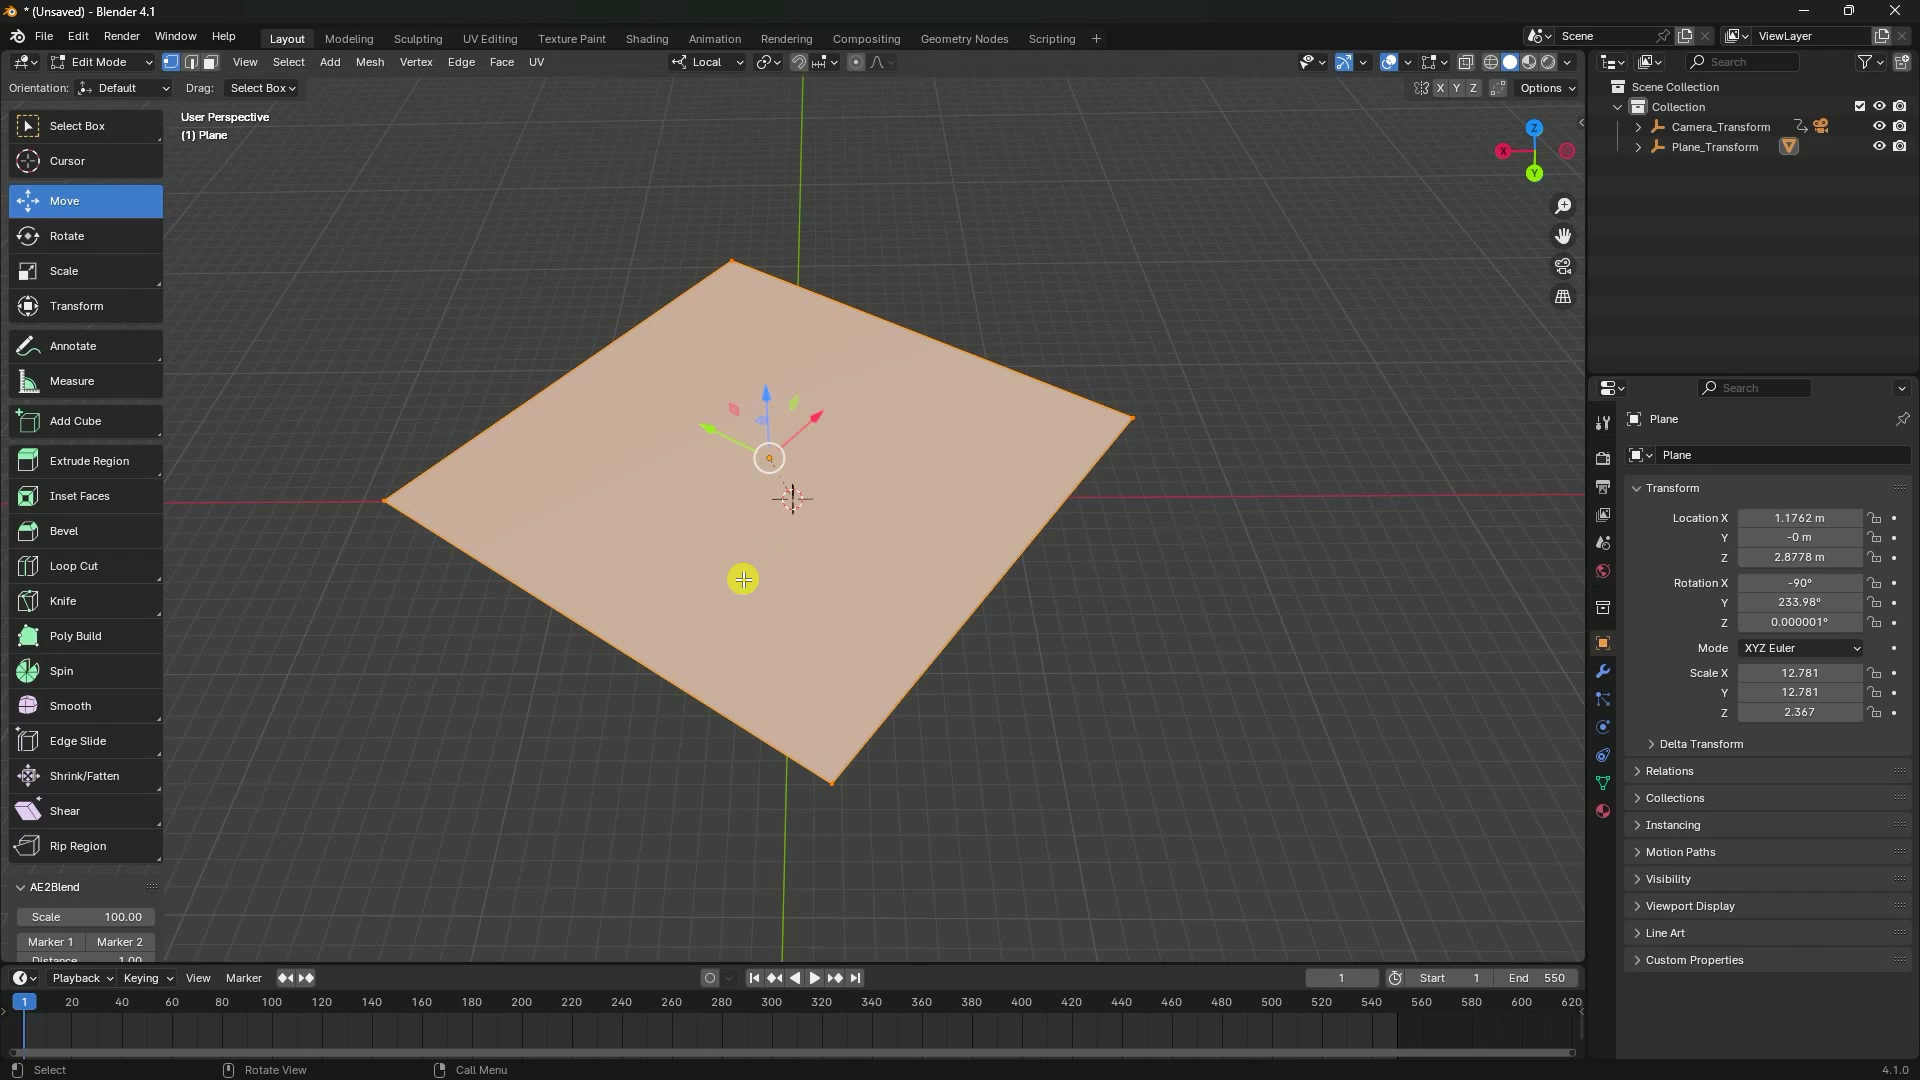 * (Unsaved) - Blender 4.1
File Edit Render Window Help Layout Modeling Sculpting UV Editing Texture Paint Shading Animation Rendering Compositing Geometry Nodes Scripting + Scene ViewLayer
Edit Mode View Select Add Mesh Vertex Edge Face UV Local
Orientation: Default Drag: Select Box X Y Z Options
User Perspective
(1) Plane
Z
X
Y
Select Box
Cursor
Move
Rotate
Scale
Transform
Annotate
Measure
Add Cube
Extrude Region
Inset Faces
Bevel
Loop Cut
Knife
Poly Build
Spin
Smooth
Edge Slide
Shrink/Fatten
Shear
Rip Region
AE2Blend
Scale 100.00
Marker 1 Marker 2
Distance 1.00
Search
Scene Collection
Collection
Camera_Transform
Plane_Transform
Search
Plane
Plane
Transform
Location X 1.1762 m
Y -0 m
Z 2.8778 m
Rotation X -90°
Y 233.98°
Z 0.000001°
Mode XYZ Euler
Scale X 12.781
Y 12.781
Z 2.367
Delta Transform
Relations
Collections
Instancing
Motion Paths
Visibility
Viewport Display
Line Art
Custom Properties
Playback Keying View Marker 1 Start 1 End 550
1 20 40 60 80 100 120 140 160 180 200 220 240 260 280 300 320 340 360 380 400 420 440 460 480 500 520 540 560 580 600 620
Select Rotate View Call Menu 4.1.0